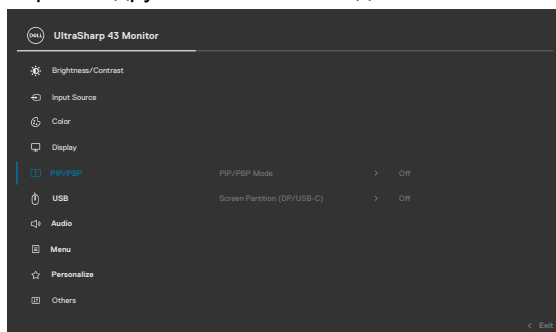 DELL UltraSharp 43 Monitor
Brightness/Contrast
Input Source
Color
Display
PIP/PBP PIP/PBP Mode > Off
USB Screen Partition (DP/USB-C) > Off
Audio
Menu
Personalize
Others
< Exit